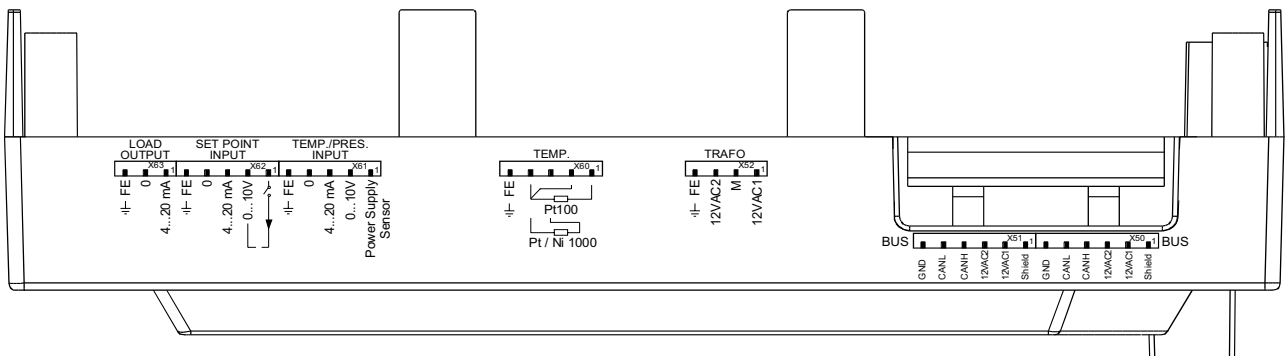 LOAD
OUTPUT
X63
1
FE
0
4...20 mA
SET POINT
INPUT
X62
1
FE
0
4...20 mA
0...10V
TEMP./PRES.
INPUT
X61
1
FE
0
4...20 mA
0...10V
Power Supply
Sensor
TEMP.
X60
1
FE
Pt100
Pt / Ni 1000
TRAFO
X52
1
FE
12VAC2
M
12VAC1
BUS
X51
1
GND
CANL
CANH
12VAC2
12VAC1
Shield
X50
1
BUS
GND
CANL
CANH
12VAC2
12VAC1
Shield